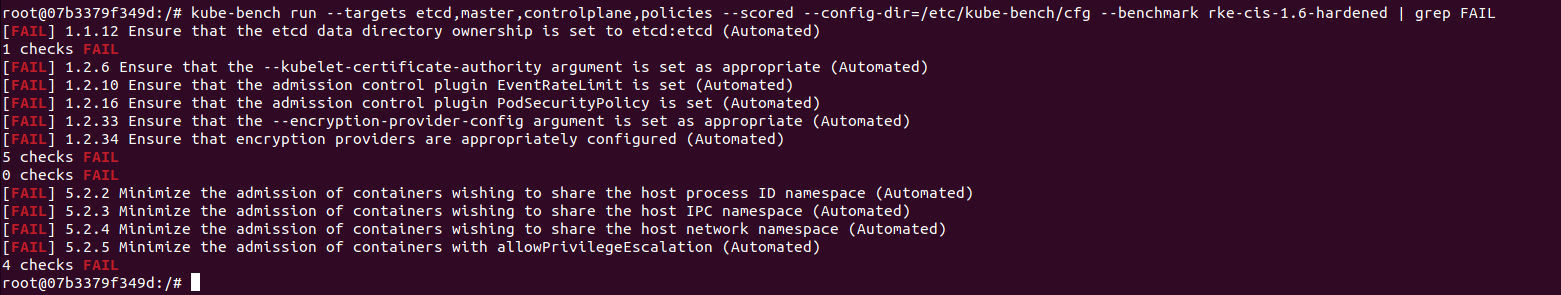 root@07b3379f349d:/# kube-bench run --targets etcd,master,controlplane,policies --scored --config-dir=/etc/kube-bench/cfg --benchmark rke-cis-1.6-hardened | grep FAIL
[FAIL] 1.1.12 Ensure that the etcd data directory ownership is set to etcd:etcd (Automated)
1 checks FAIL
[FAIL] 1.2.6 Ensure that the --kubelet-certificate-authority argument is set as appropriate (Automated)
[FAIL] 1.2.10 Ensure that the admission control plugin EventRateLimit is set (Automated)
[FAIL] 1.2.16 Ensure that the admission control plugin PodSecurityPolicy is set (Automated)
[FAIL] 1.2.33 Ensure that the --encryption-provider-config argument is set as appropriate (Automated)
[FAIL] 1.2.34 Ensure that encryption providers are appropriately configured (Automated)
5 checks FAIL
0 checks FAIL
[FAIL] 5.2.2 Minimize the admission of containers wishing to share the host process ID namespace (Automated)
[FAIL] 5.2.3 Minimize the admission of containers wishing to share the host IPC namespace (Automated)
[FAIL] 5.2.4 Minimize the admission of containers wishing to share the host network namespace (Automated)
[FAIL] 5.2.5 Minimize the admission of containers with allowPrivilegeEscalation (Automated)
4 checks FAIL
root@07b3379f349d:/#